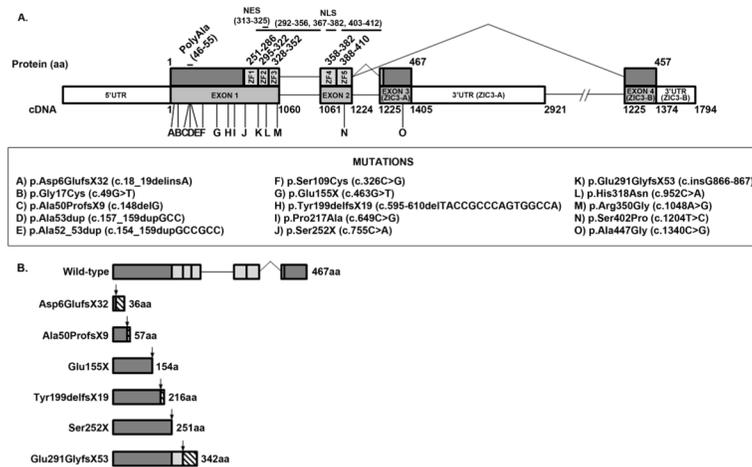 A.
NES
(313-325)
NLS
(292-356, 367-382, 403-412)
PolyAla
(46-55)
251-286
295-322
328-352
358-382
388-410
Protein (aa)
1
467
457
ZF1
ZF2
ZF3
ZF4
ZF5
5'UTR
EXON 1
EXON 2
EXON 3
(ZIC3-A)
3'UTR (ZIC3-A)
EXON 4
(ZIC3-B)
3'UTR
(ZIC3-B)
cDNA
1
1060
1061
1224
1225
1405
2921
1225
1374
1794
A B C D E F G H I J K L M N O
MUTATIONS
A) p.Asp6GlufsX32 (c.18_19delinsA)
B) p.Gly17Cys (c.49G>T)
C) p.Ala50ProfsX9 (c.148delG)
D) p.Ala53dup (c.157_159dupGCC)
E) p.Ala52_53dup (c.154_159dupGCCGCC)
F) p.Ser109Cys (c.326C>G)
G) p.Glu155X (c.463G>T)
H) p.Tyr199delfsX19 (c.595-610delTACCGCCCAGTGGCCA)
I) p.Pro217Ala (c.649C>G)
J) p.Ser252X (c.755C>A)
K) p.Glu291GlyfsX53 (c.insG866-867)
L) p.His318Asn (c.952C>A)
M) p.Arg350Gly (c.1048A>G)
N) p.Ser402Pro (c.1204T>C)
O) p.Ala447Gly (c.1340C>G)
B.
Wild-type
467aa
Asp6GlufsX32
36aa
Ala50ProfsX9
57aa
Glu155X
154a
Tyr199delfsX19
216aa
Ser252X
251aa
Glu291GlyfsX53
342aa